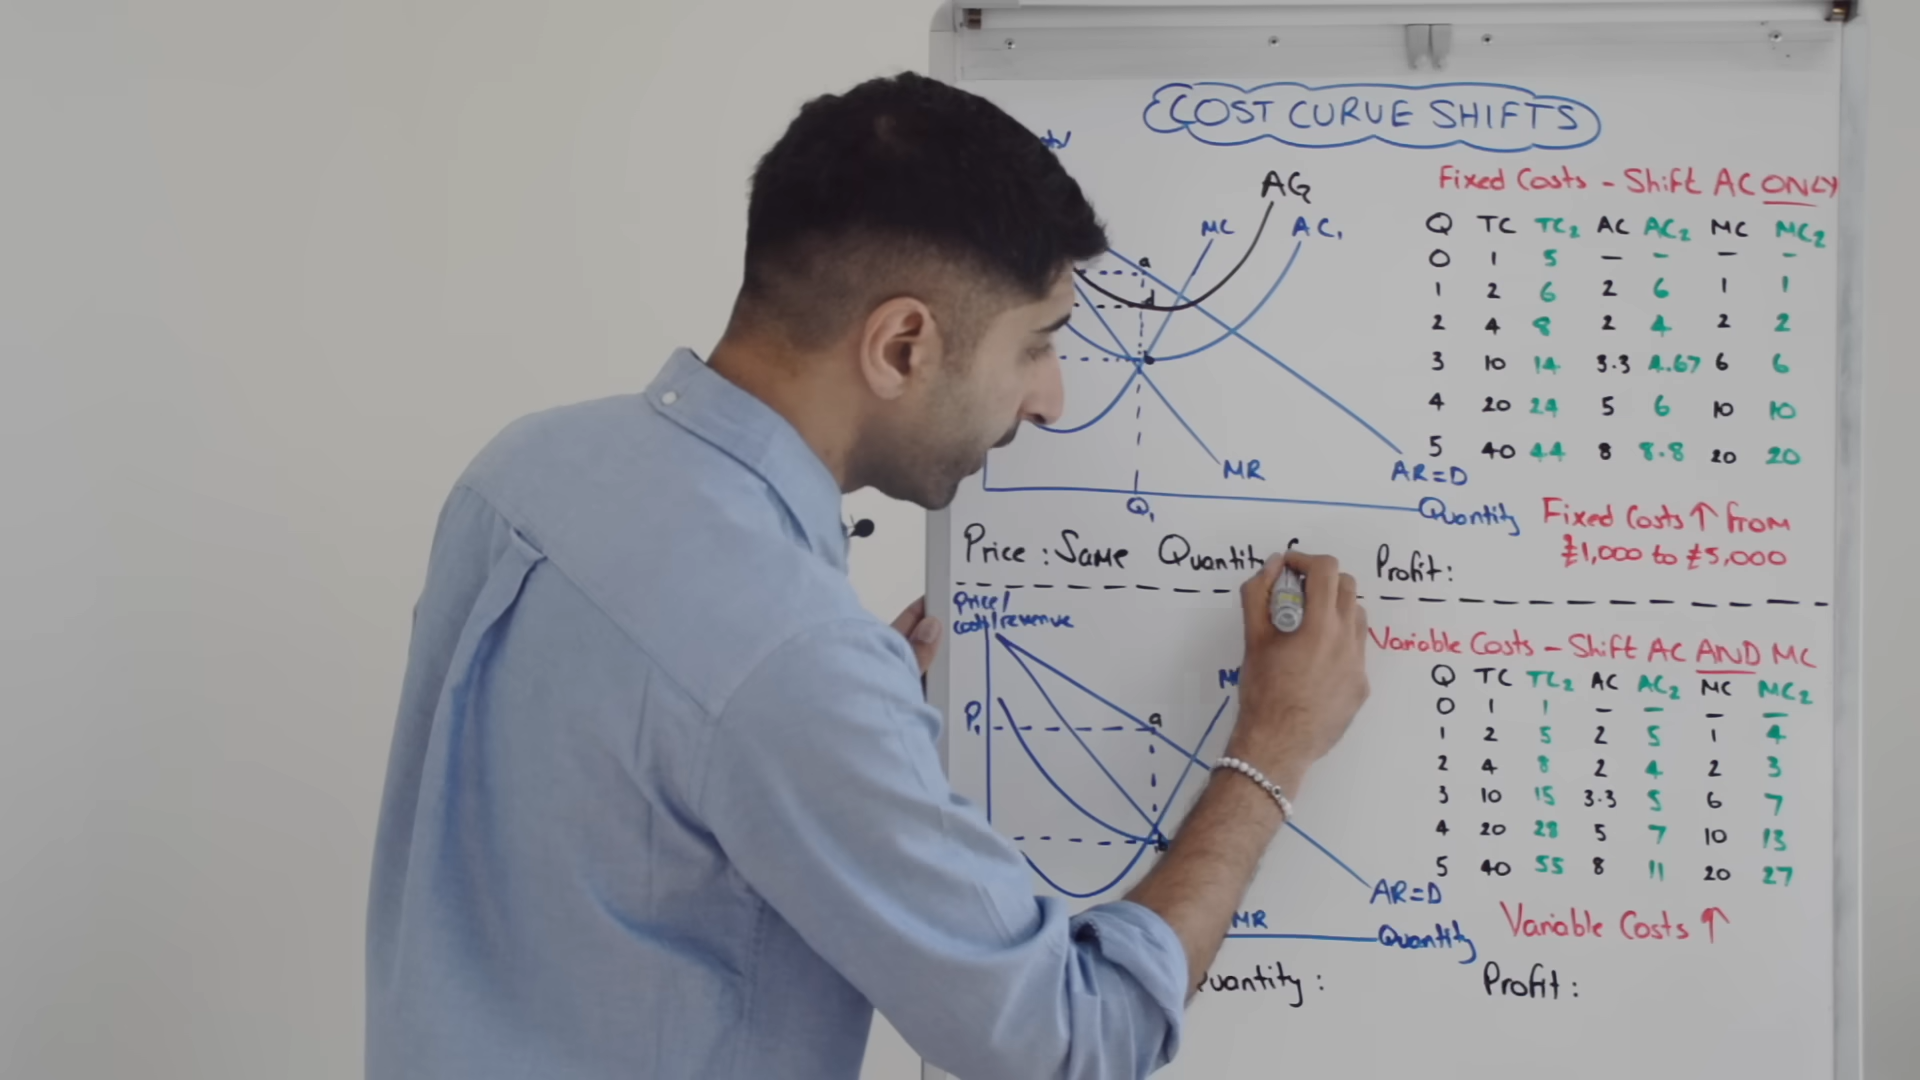 COST CURVE SHIFTS
Fixed Costs - Shift AC ONLY
Q TC TC₂ AC AC₂ MC MC₂
0 1 5 – – – –
1 2 6 2 6 1 1
2 4 8 2 4 2 2
3 10 14 3.3 4.67 6 6
4 20 24 5 6 10 10
5 40 44 8 8.8 20 20
Fixed Costs ↑ from
£1,000 to £5,000
AC₂
MC AC₁
a
d
b
MR AR=D
Q₁ Quantity
Price : Same Quantity Profit:
Price/
costs/revenue
P₁
a
b
AR=D
MR Quantity
Variable Costs - Shift AC AND MC
Q TC TC₂ AC AC₂ MC MC₂
0 1 1 – – – –
1 2 5 2 5 1 4
2 4 8 2 4 2 3
3 10 15 3.3 5 6 7
4 20 28 5 7 10 13
5 40 55 8 11 20 27
Variable Costs ↑
Quantity : Profit :